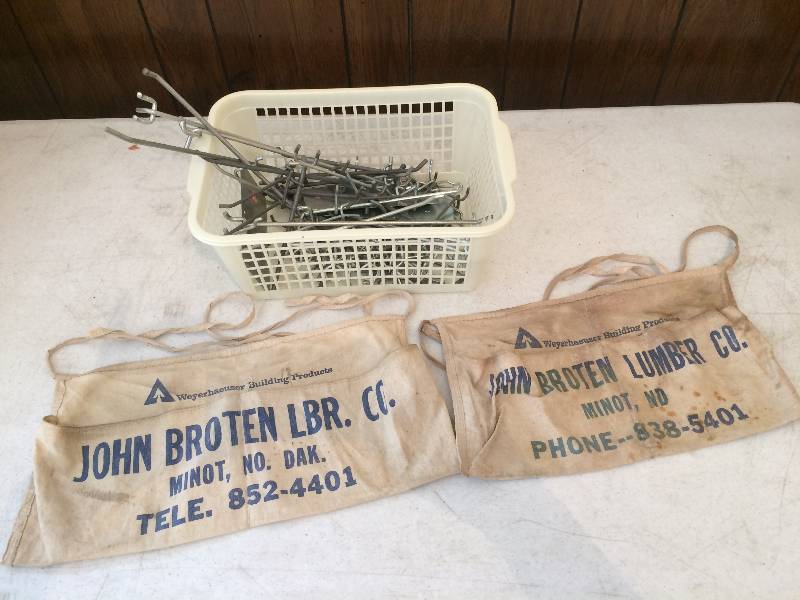 Weyerhaeuser Building Products
JOHN BROTEN LBR. CO.
MINOT, NO. DAK.
TELE. 852-4401
Weyerhaeuser Building Products
JOHN BROTEN LUMBER CO.
MINOT, ND
PHONE--838-5401